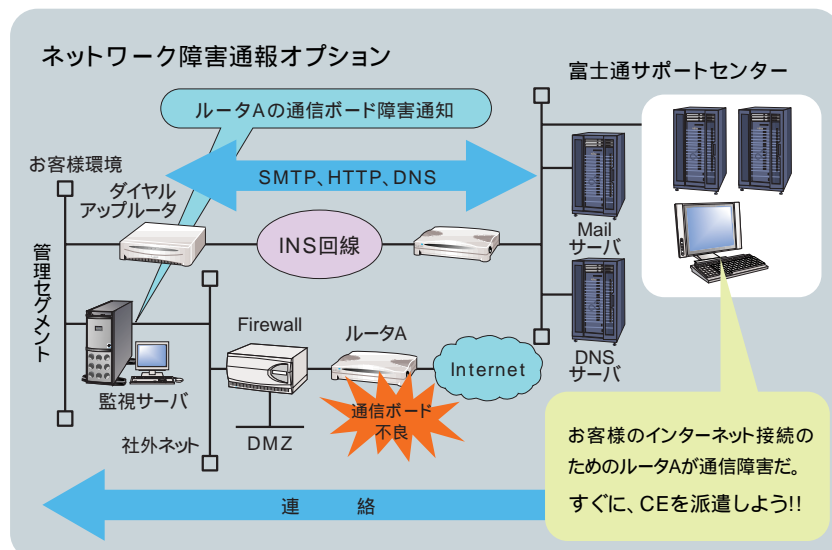 ネットワーク障害通報オプション
富士通サポートセンター
ルータAの通信ボード障害通知
お客様環境
SMTP、HTTP、DNS
ダイヤル
アップルータ
INS回線
Mail
サーバ
管理セグメント
Firewall
ルータA
Internet
DNS
サーバ
監視サーバ
通信ボード
不良
社外ネット
DMZ
お客様のインターネット接続の
ためのルータAが通信障害だ。
すぐに、CEを派遣しよう!!
連　絡